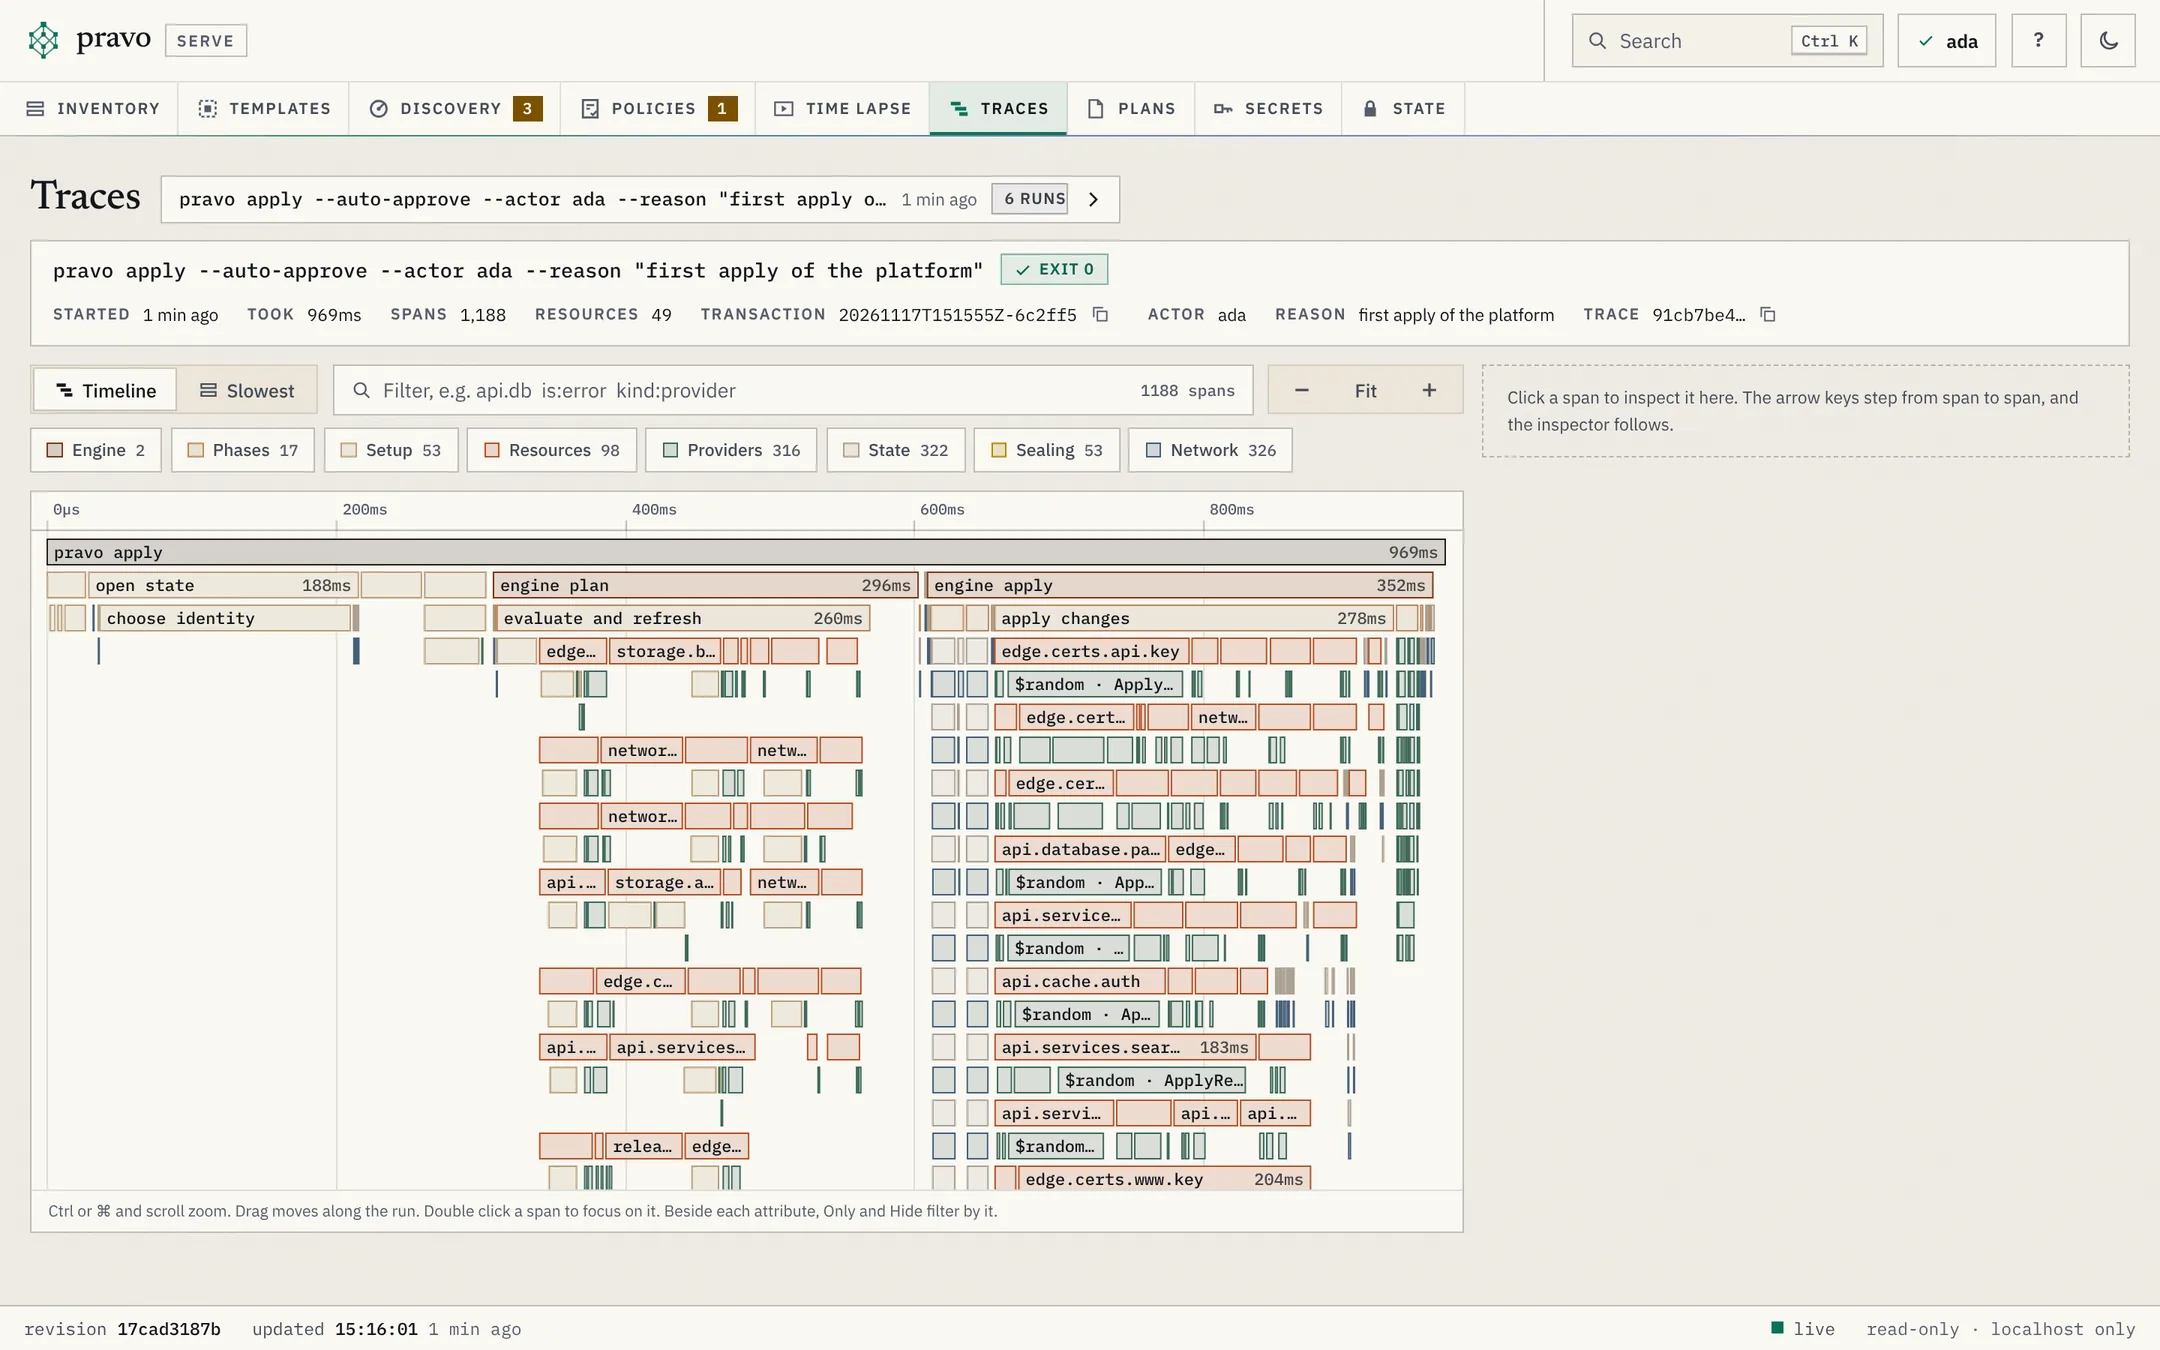 pravo SERVE Search Ctrl K ada ?
INVENTORY TEMPLATES DISCOVERY 3 POLICIES 1 TIME LAPSE TRACES PLANS SECRETS STATE
Traces pravo apply --auto-approve --actor ada --reason "first apply o… 1 min ago 6 RUNS
pravo apply --auto-approve --actor ada --reason "first apply of the platform" EXIT 0
STARTED 1 min ago TOOK 969ms SPANS 1,188 RESOURCES 49 TRANSACTION 20261117T151555Z-6c2ff5 ACTOR ada REASON first apply of the platform TRACE 91cb7be4…
Timeline Slowest Filter, e.g. api.db is:error kind:provider 1188 spans − Fit +
Click a span to inspect it here. The arrow keys step from span to span, and
the inspector follows.
Engine 2 Phases 17 Setup 53 Resources 98 Providers 316 State 322 Sealing 53 Network 326
0μs 200ms 400ms 600ms 800ms
pravo apply 969ms
open state 188ms engine plan 296ms engine apply 352ms
choose identity evaluate and refresh 260ms apply changes 278ms
edge… storage.b… edge.certs.api.key
$random · Apply…
edge.cert… netw…
networ… netw…
edge.cer…
networ…
api.database.pa… edge…
api.… storage.a… netw… $random · App…
api.service…
$random · …
edge.c… api.cache.auth
$random · Ap…
api.… api.services… api.services.sear… 183ms
$random · ApplyRe…
api.servi… api.… api.…
relea… edge… $random…
edge.certs.www.key 204ms
Ctrl or ⌘ and scroll zoom. Drag moves along the run. Double click a span to focus on it. Beside each attribute, Only and Hide filter by it.
revision 17cad3187b updated 15:16:01 1 min ago live read-only · localhost only